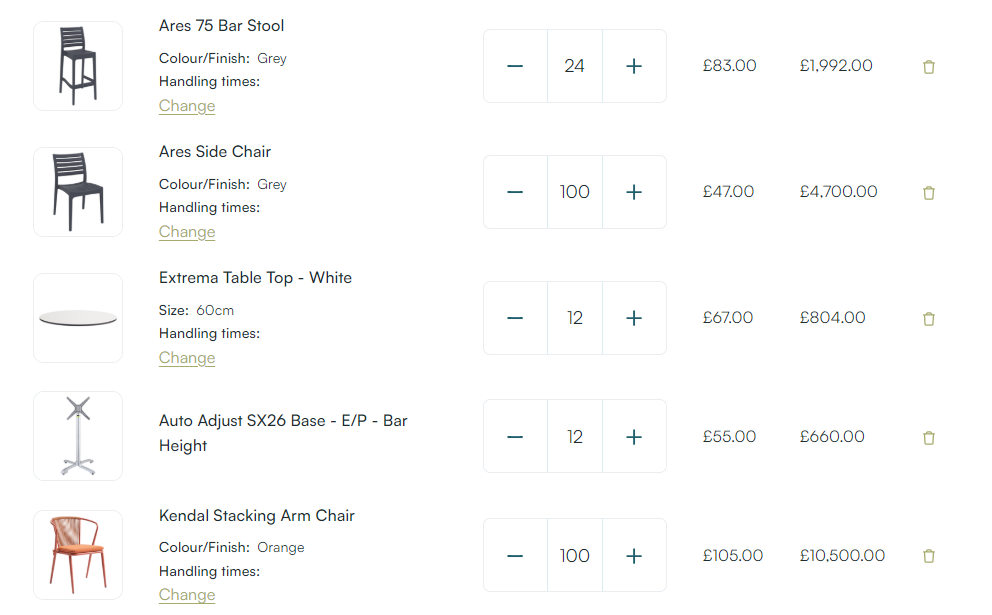 Ares 75 Bar Stool
Colour/Finish: Grey
Handling times:
Change
24
£83.00
£1,992.00
Ares Side Chair
Colour/Finish: Grey
Handling times:
Change
100
£47.00
£4,700.00
Extrema Table Top - White
Size: 60cm
Handling times:
Change
12
£67.00
£804.00
Auto Adjust SX26 Base - E/P - Bar
Height
12
£55.00
£660.00
Kendal Stacking Arm Chair
Colour/Finish: Orange
Handling times:
Change
100
£105.00
£10,500.00